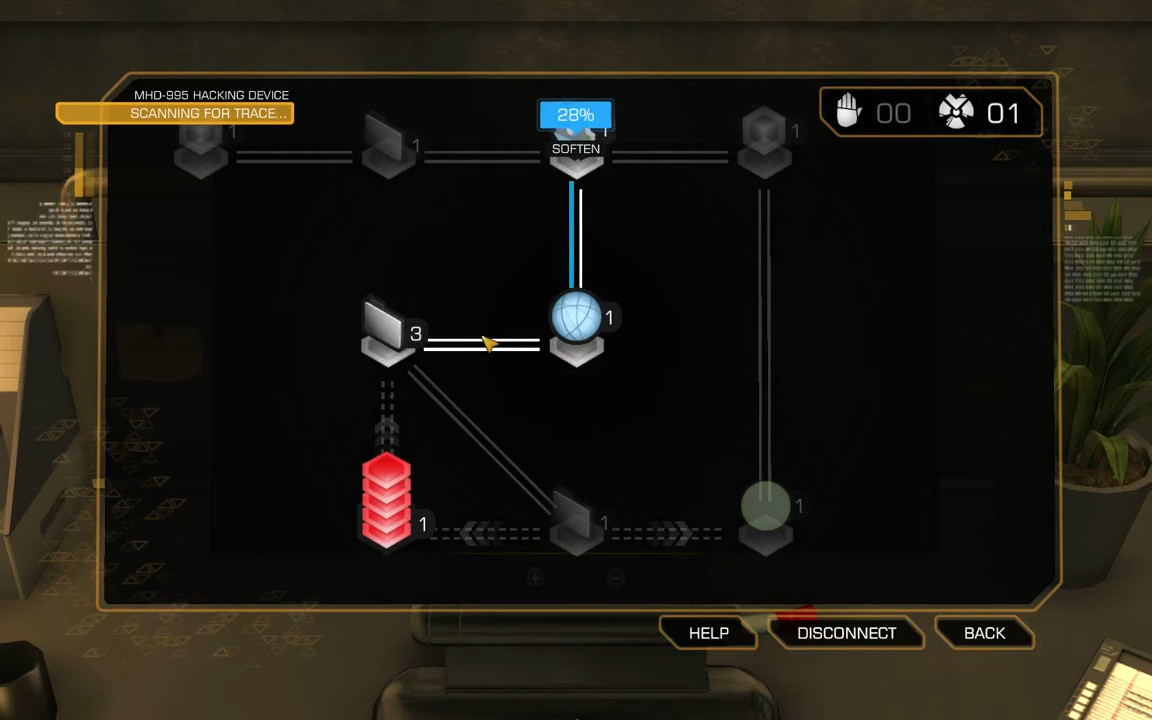 MHD-995 HACKING DEVICE
SCANNING FOR TRACE...
28%
00
01
1
1
1
1
SOFTEN
1
3
1
1
1
HELP
DISCONNECT
BACK